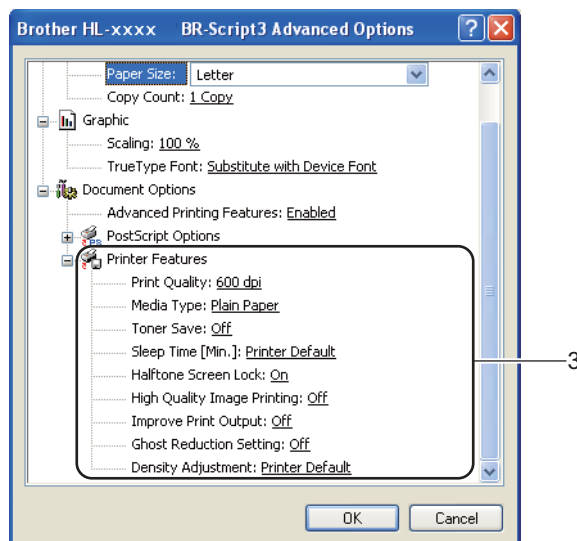 Brother HL-xxxx BR-Script3 Advanced Options
Paper Size: Letter
Copy Count: 1 Copy
Graphic
Scaling: 100 %
TrueType Font: Substitute with Device Font
Document Options
Advanced Printing Features: Enabled
PS PostScript Options
Printer Features
Print Quality: 600 dpi
Media Type: Plain Paper
Toner Save: Off
Sleep Time [Min.]: Printer Default
Halftone Screen Lock: On
High Quality Image Printing: Off
Improve Print Output: Off
Ghost Reduction Setting: Off
Density Adjustment: Printer Default
3
OK Cancel